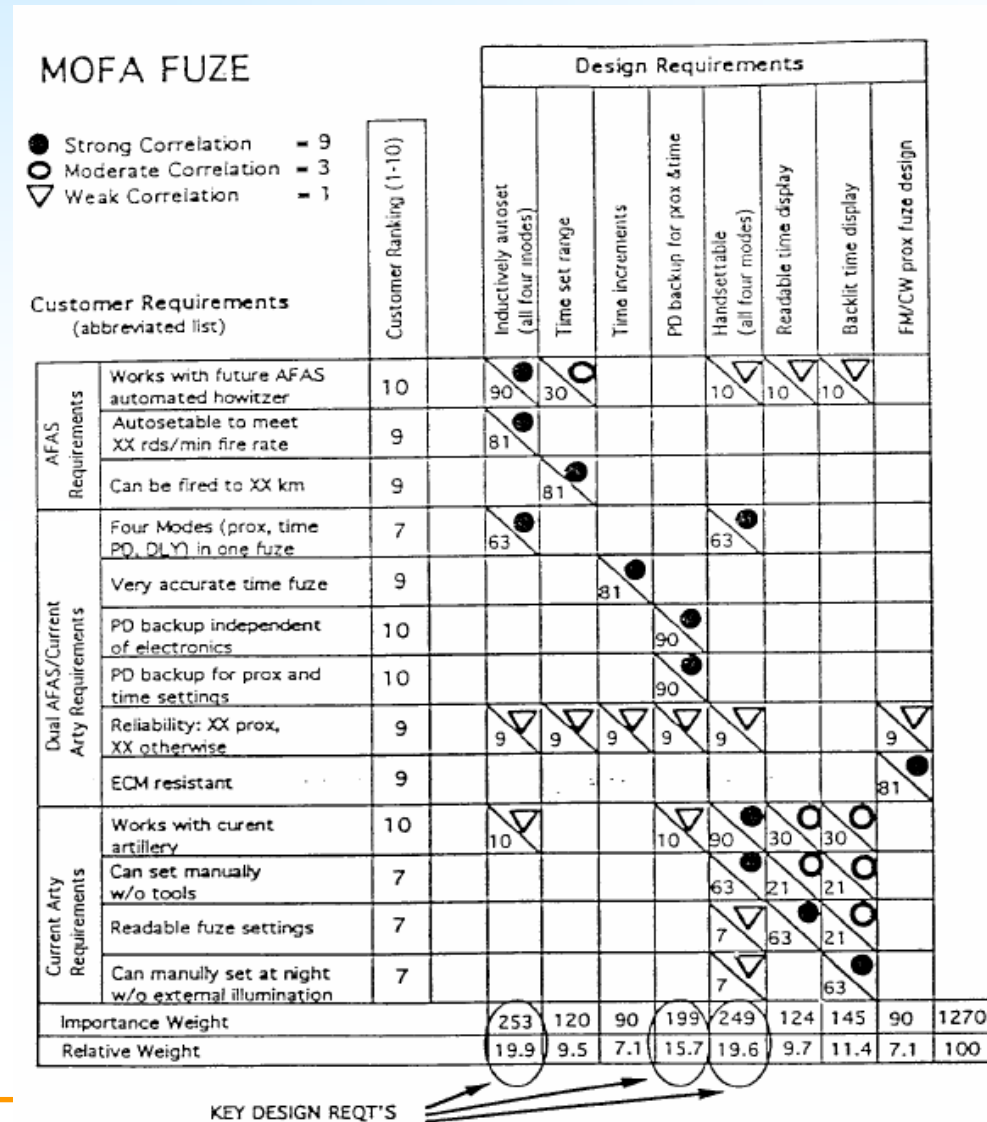 MOFA FUZE
Strong Correlation = 9
Moderate Correlation = 3
Weak Correlation = 1
Customer Requirements
(abbreviated list)
Customer Ranking (1-10)
Design Requirements
Inductively autoset
(all four modes)
Time set range
Time increments
PD backup for prox &time
Handsettable
(all four modes)
Readable time display
Backlit time display
FM/CW prox fuze design
AFAS
Requirements
Works with future AFAS
automated howitzer
10
90 30 10 10 10
Autosetable to meet
XX rds/min fire rate
9
81
Can be fired to XX km
9
81
Dual AFAS/Current
Arty Requirements
Four Modes (prox, time
PD, DLY) in one fuze
7
63 63
Very accurate time fuze
9
81
PD backup independent
of electronics
10
90
PD backup for prox and
time settings
10
90
Reliability: XX prox,
XX otherwise
9
9 9 9 9 9 9
ECM resistant
9
81
Current Arty
Requirements
Works with curent
artillery
10
10 10 90 30 30
Can set manually
w/o tools
7
63 21 21
Readable fuze settings
7
7 63 21
Can manully set at night
w/o external illumination
7
7 63
Importance Weight 253 120 90 199 249 124 145 90 1270
Relative Weight 19.9 9.5 7.1 15.7 19.6 9.7 11.4 7.1 100
KEY DESIGN REQT'S